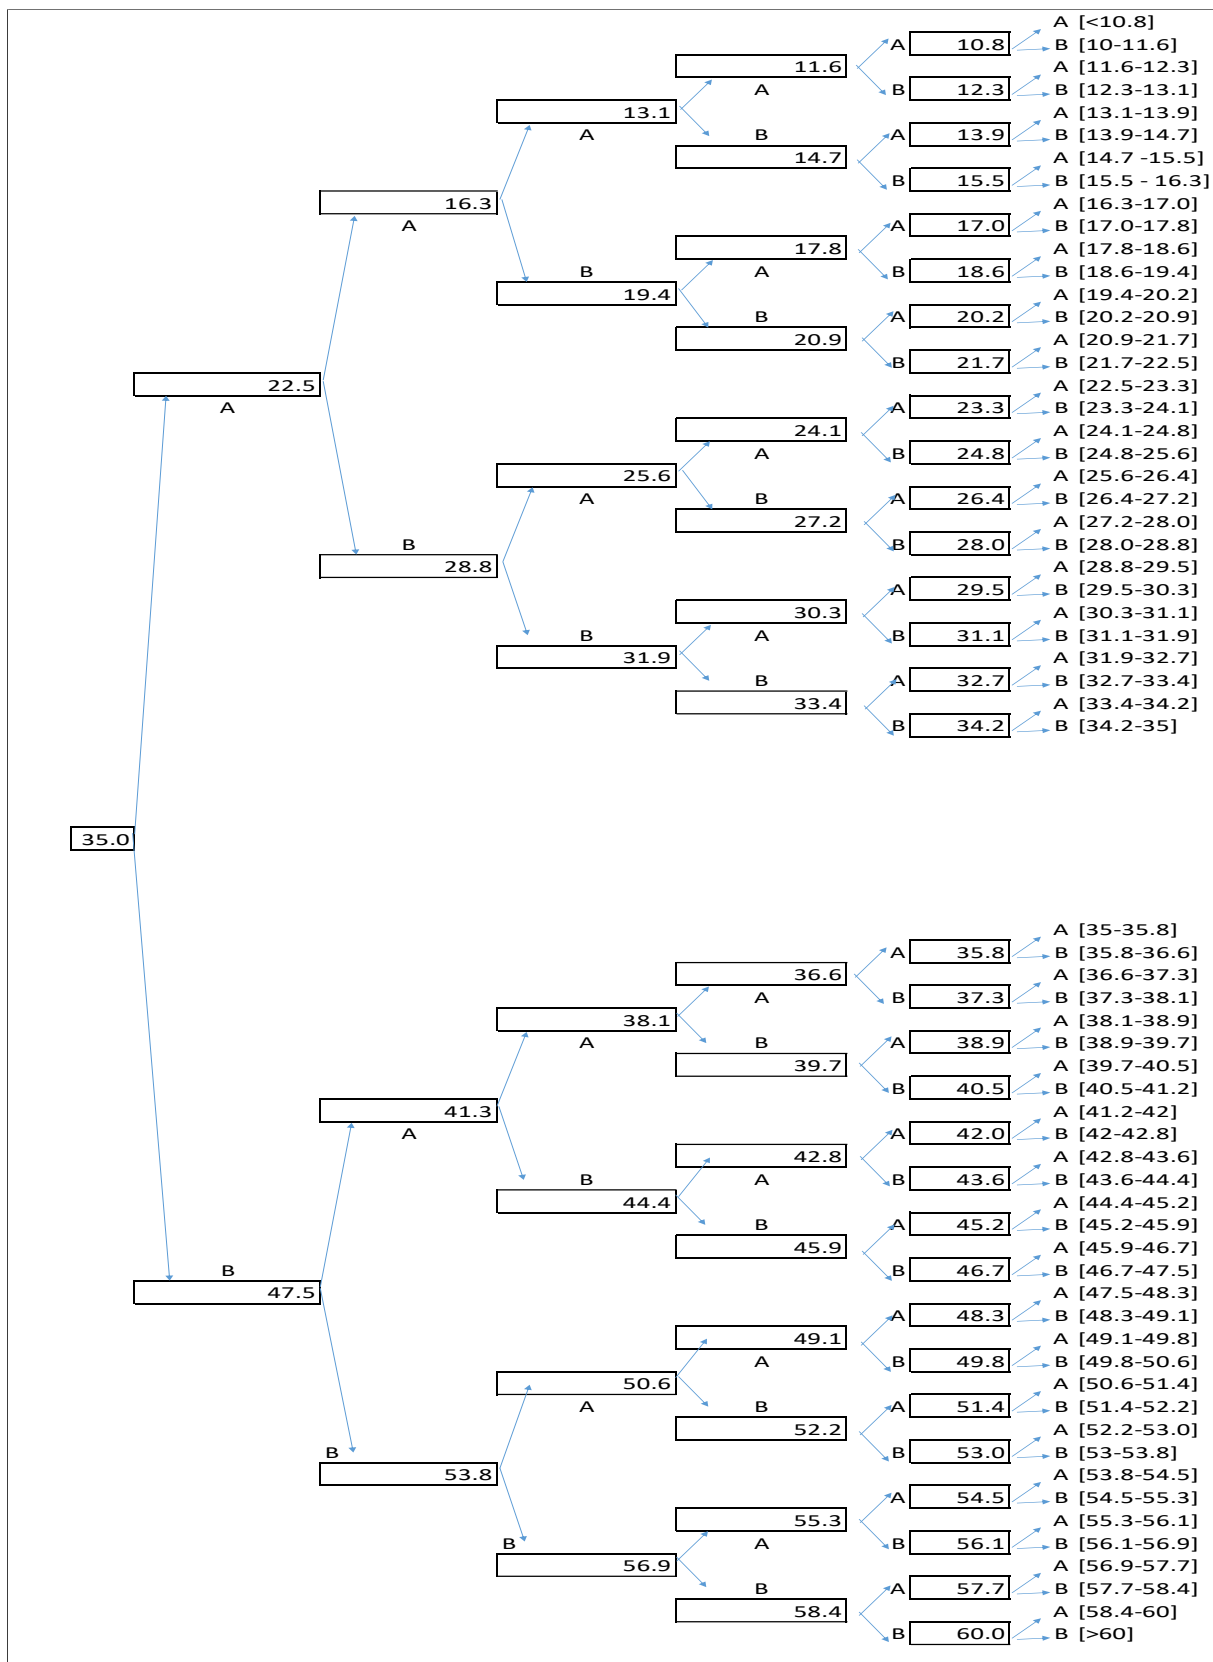 A [<10.8]
A 10.8
B [10-11.6]
11.6
A [11.6-12.3]
A
B 12.3
B [12.3-13.1]
13.1
A [13.1-13.9]
A
B
A 13.9
B [13.9-14.7]
14.7
A [14.7 -15.5]
B 15.5
B [15.5 - 16.3]
16.3
A [16.3-17.0]
A
A 17.0
B [17.0-17.8]
17.8
A [17.8-18.6]
B
A
B 18.6
B [18.6-19.4]
19.4
A [19.4-20.2]
B
A 20.2
B [20.2-20.9]
20.9
A [20.9-21.7]
B 21.7
B [21.7-22.5]
22.5
A [22.5-23.3]
A
A 23.3
B [23.3-24.1]
24.1
A [24.1-24.8]
A
B 24.8
B [24.8-25.6]
25.6
A [25.6-26.4]
A
B
A 26.4
B [26.4-27.2]
27.2
A [27.2-28.0]
B
B 28.0
B [28.0-28.8]
28.8
A [28.8-29.5]
A 29.5
B [29.5-30.3]
30.3
A [30.3-31.1]
B
A
B 31.1
B [31.1-31.9]
31.9
A [31.9-32.7]
B
A 32.7
B [32.7-33.4]
33.4
A [33.4-34.2]
B 34.2
B [34.2-35]
35.0
A [35-35.8]
A 35.8
B [35.8-36.6]
36.6
A [36.6-37.3]
A
B 37.3
B [37.3-38.1]
38.1
A [38.1-38.9]
A
B
A 38.9
B [38.9-39.7]
39.7
A [39.7-40.5]
B 40.5
B [40.5-41.2]
41.3
A [41.2-42]
A
A 42.0
B [42-42.8]
42.8
A [42.8-43.6]
B
A
B 43.6
B [43.6-44.4]
44.4
A [44.4-45.2]
B
A 45.2
B [45.2-45.9]
45.9
A [45.9-46.7]
B
B 46.7
B [46.7-47.5]
47.5
A [47.5-48.3]
A 48.3
B [48.3-49.1]
49.1
A [49.1-49.8]
A
B 49.8
B [49.8-50.6]
50.6
A [50.6-51.4]
A
B
A 51.4
B [51.4-52.2]
52.2
A [52.2-53.0]
B
B 53.0
B [53-53.8]
53.8
A [53.8-54.5]
A 54.5
B [54.5-55.3]
55.3
A [55.3-56.1]
B
A
B 56.1
B [56.1-56.9]
56.9
A [56.9-57.7]
B
A 57.7
B [57.7-58.4]
58.4
A [58.4-60]
B 60.0
B [>60]